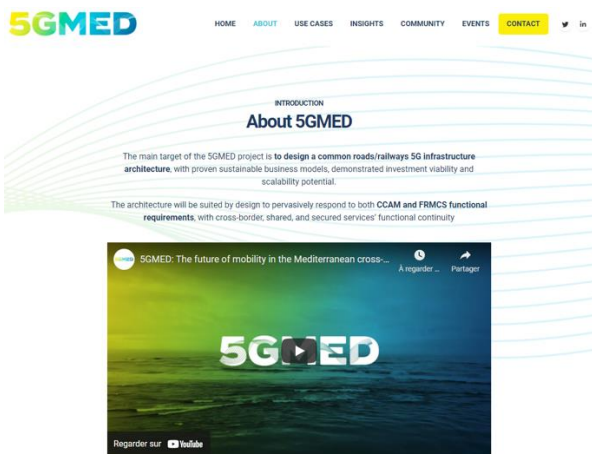 5GMED
HOME ABOUT USE CASES INSIGHTS COMMUNITY EVENTS CONTACT in
INTRODUCTION
About 5GMED
The main target of the 5GMED project is to design a common roads/railways 5G infrastructure
architecture, with proven sustainable business models, demonstrated investment viability and
scalability potential.
The architecture will be suited by design to pervasively respond to both CCAM and FRMCS functional
requirements, with cross-border, shared, and secured services' functional continuity
5GMED 5GMED: The future of mobility in the Mediterranean cross-...
À regarder ... Partager
5GMED
Regarder sur YouTube